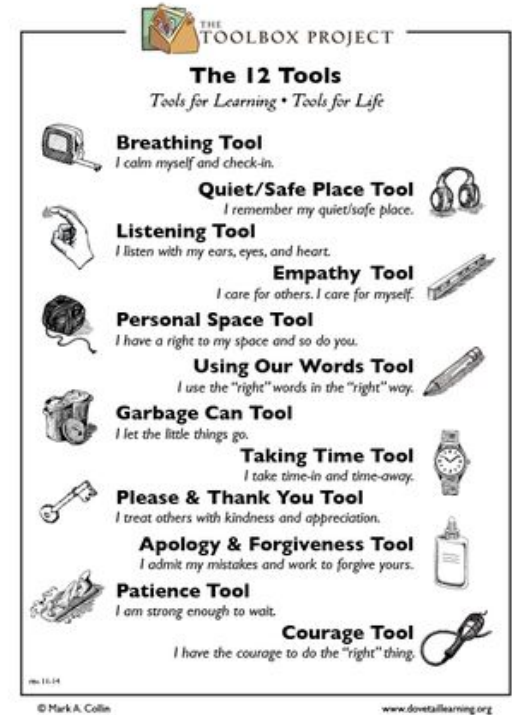 THE
TOOLBOX PROJECT
The 12 Tools
Tools for Learning • Tools for Life
Breathing Tool
I calm myself and check-in.
Quiet/Safe Place Tool
I remember my quiet/safe place.
Listening Tool
I listen with my ears, eyes, and heart.
Empathy Tool
I care for others. I care for myself.
Personal Space Tool
I have a right to my space and so do you.
Using Our Words Tool
I use the “right” words in the “right” way.
Garbage Can Tool
I let the little things go.
Taking Time Tool
I take time-in and time-away.
Please & Thank You Tool
I treat others with kindness and appreciation.
Apology & Forgiveness Tool
I admit my mistakes and work to forgive yours.
Patience Tool
I am strong enough to wait.
Courage Tool
I have the courage to do the “right” thing.
rev. 11-14
© Mark A. Collin
www.dovetaillearning.org